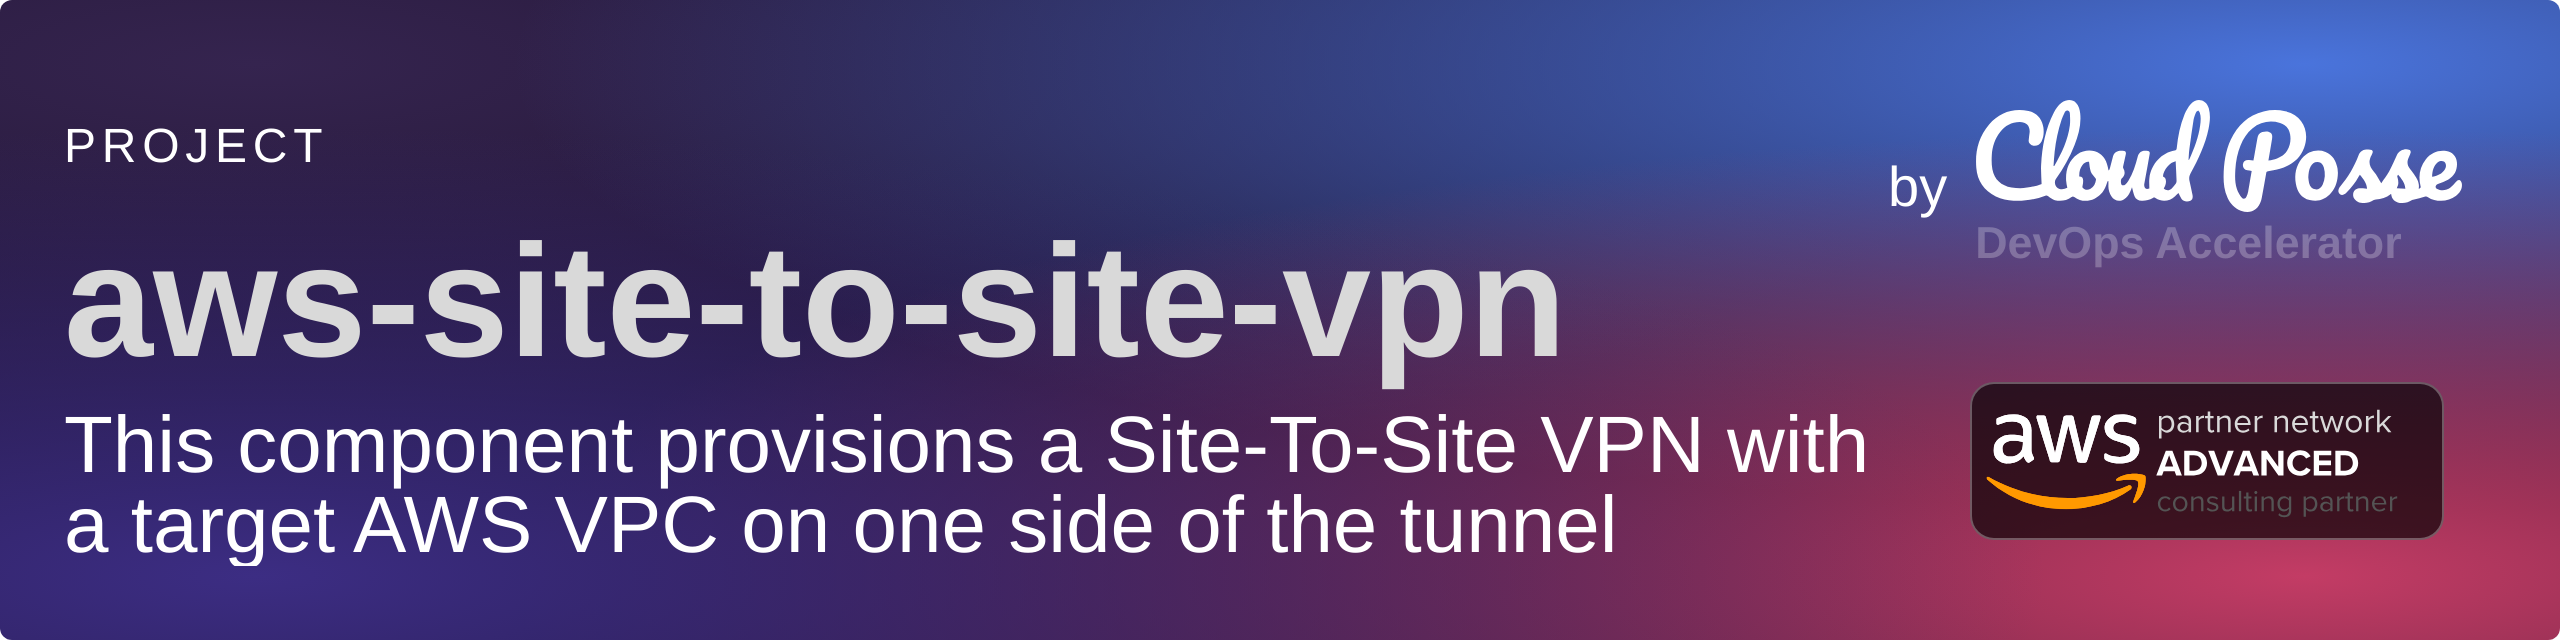 PROJECT
by Cloud Posse
DevOps Accelerator
aws-site-to-site-vpn
This component provisions a Site-To-Site VPN with
a target AWS VPC on one side of the tunnel
aws partner network
ADVANCED
consulting partner